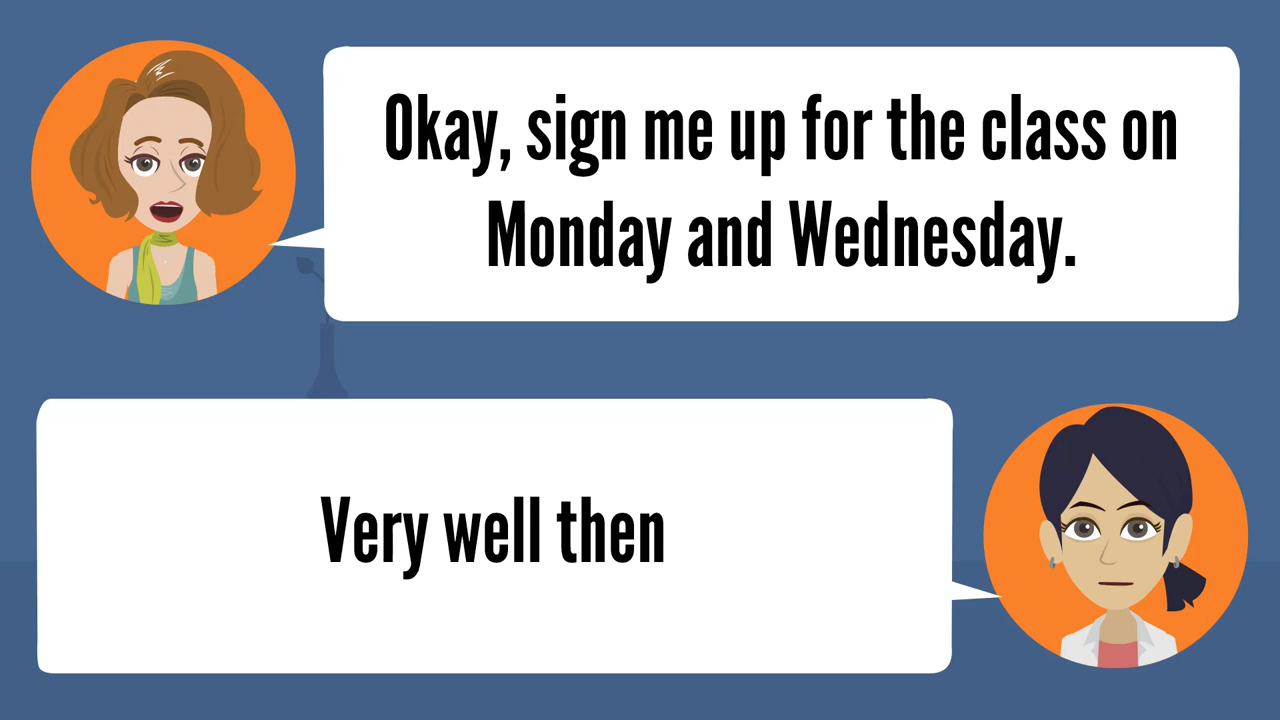 Okay, sign me up for the class on
Monday and Wednesday.
Very well then